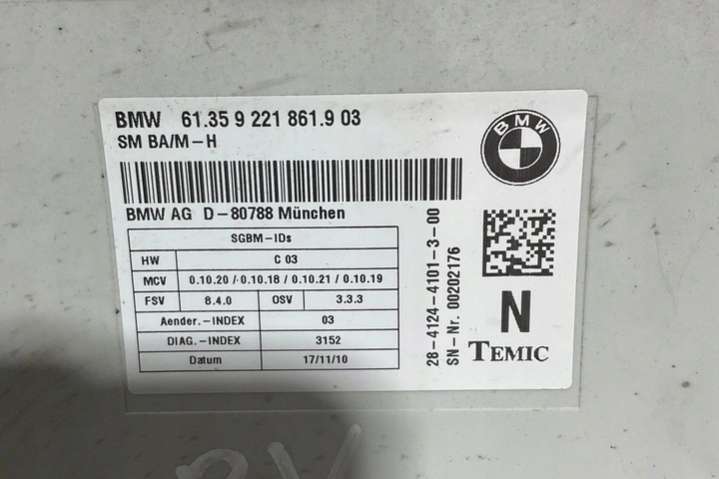 BMW 61.35 9 221 861.9 03
SM BA/M-H
BMW
BMW AG D-80788 München
SGBM-IDs
HW C 03
MCV 0.10.20 / 0.10.18 / 0.10.21 / 0.10.19
FSV 8.4.0 OSV 3.3.3
Aender.-INDEX 03
DIAG.-INDEX 3152
Datum 17/11/10
28-4124-4101-3-00
SN-Nr. 00202176
N
TEMIC